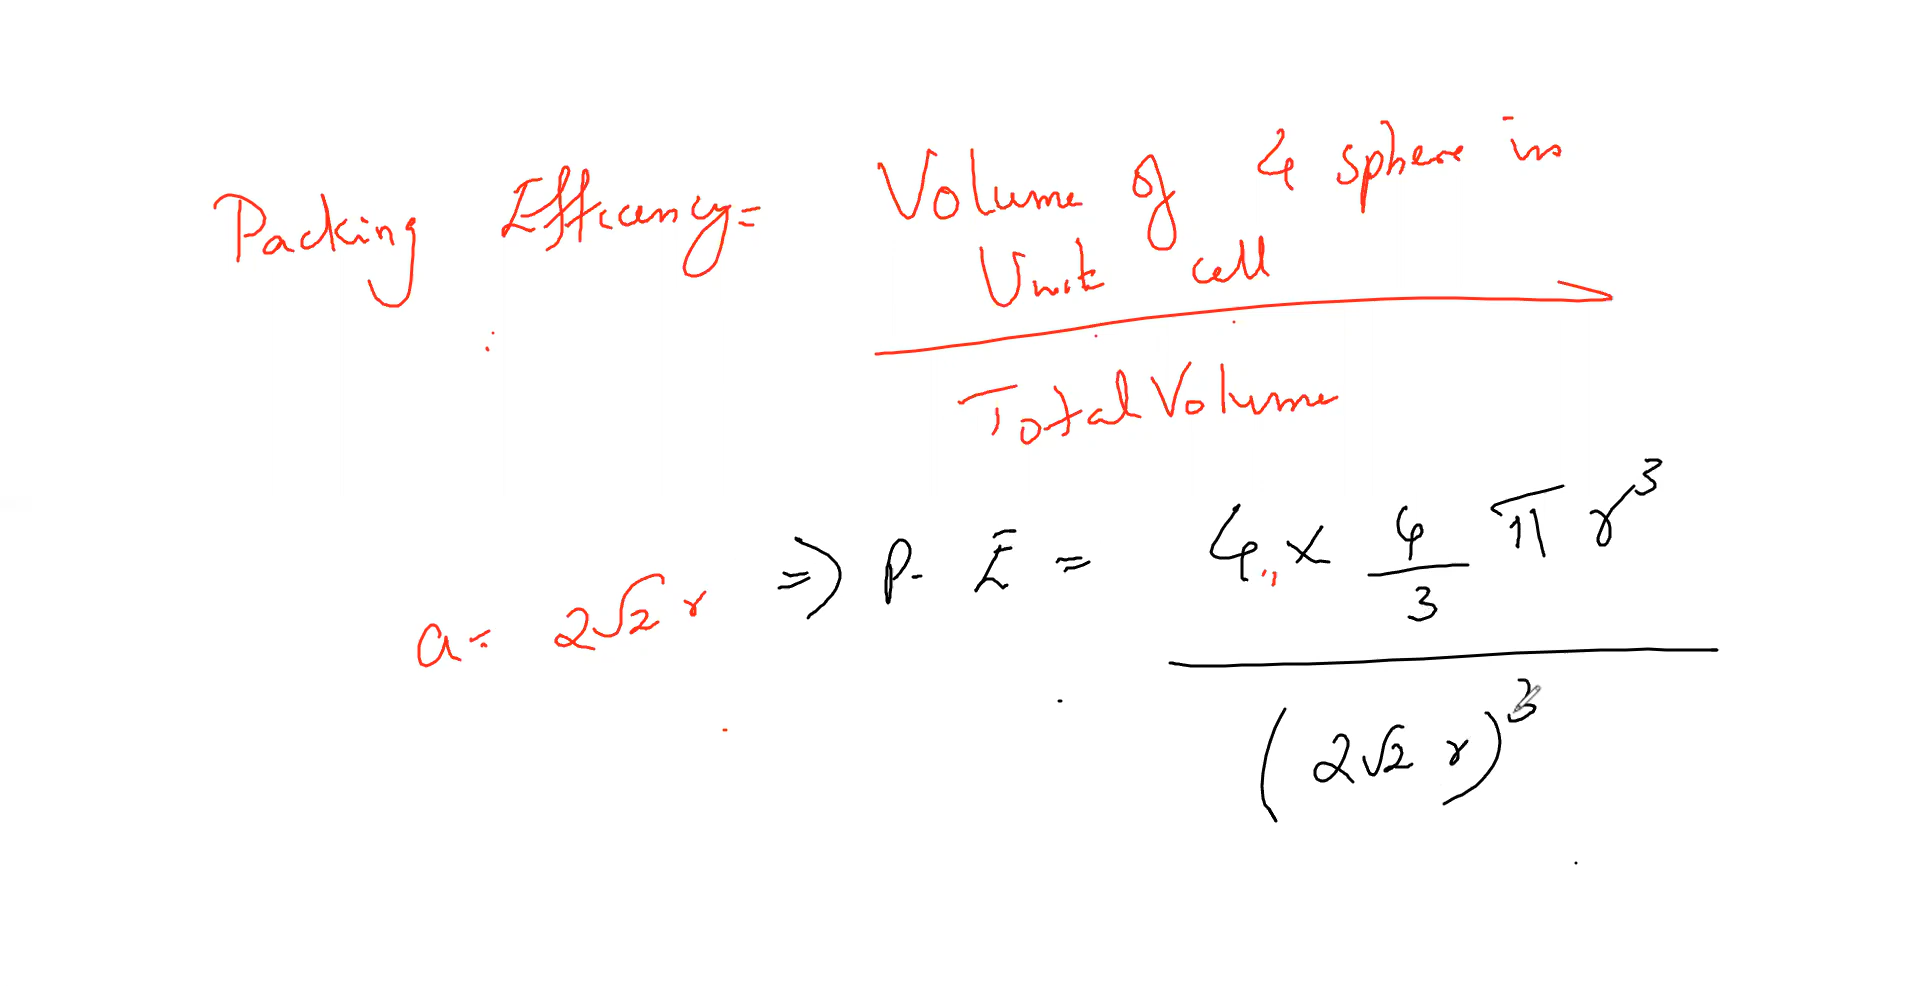 Packing Efficency = Volume of 4 sphere in
Unit cell
Total Volume
a = 2√2 r ⇒ P. E = 4 × 4/3 π r³
(2√2 r)³